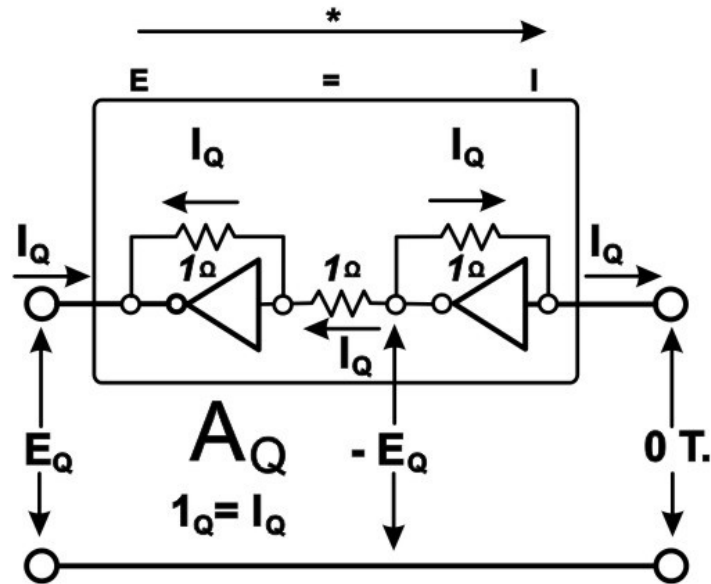 *
E = I
I_Q I_Q
I_Q I_Q
1Ω 1Ω 1Ω
I_Q
A_Q
E_Q - E_Q 0 T.
1_Q = I_Q